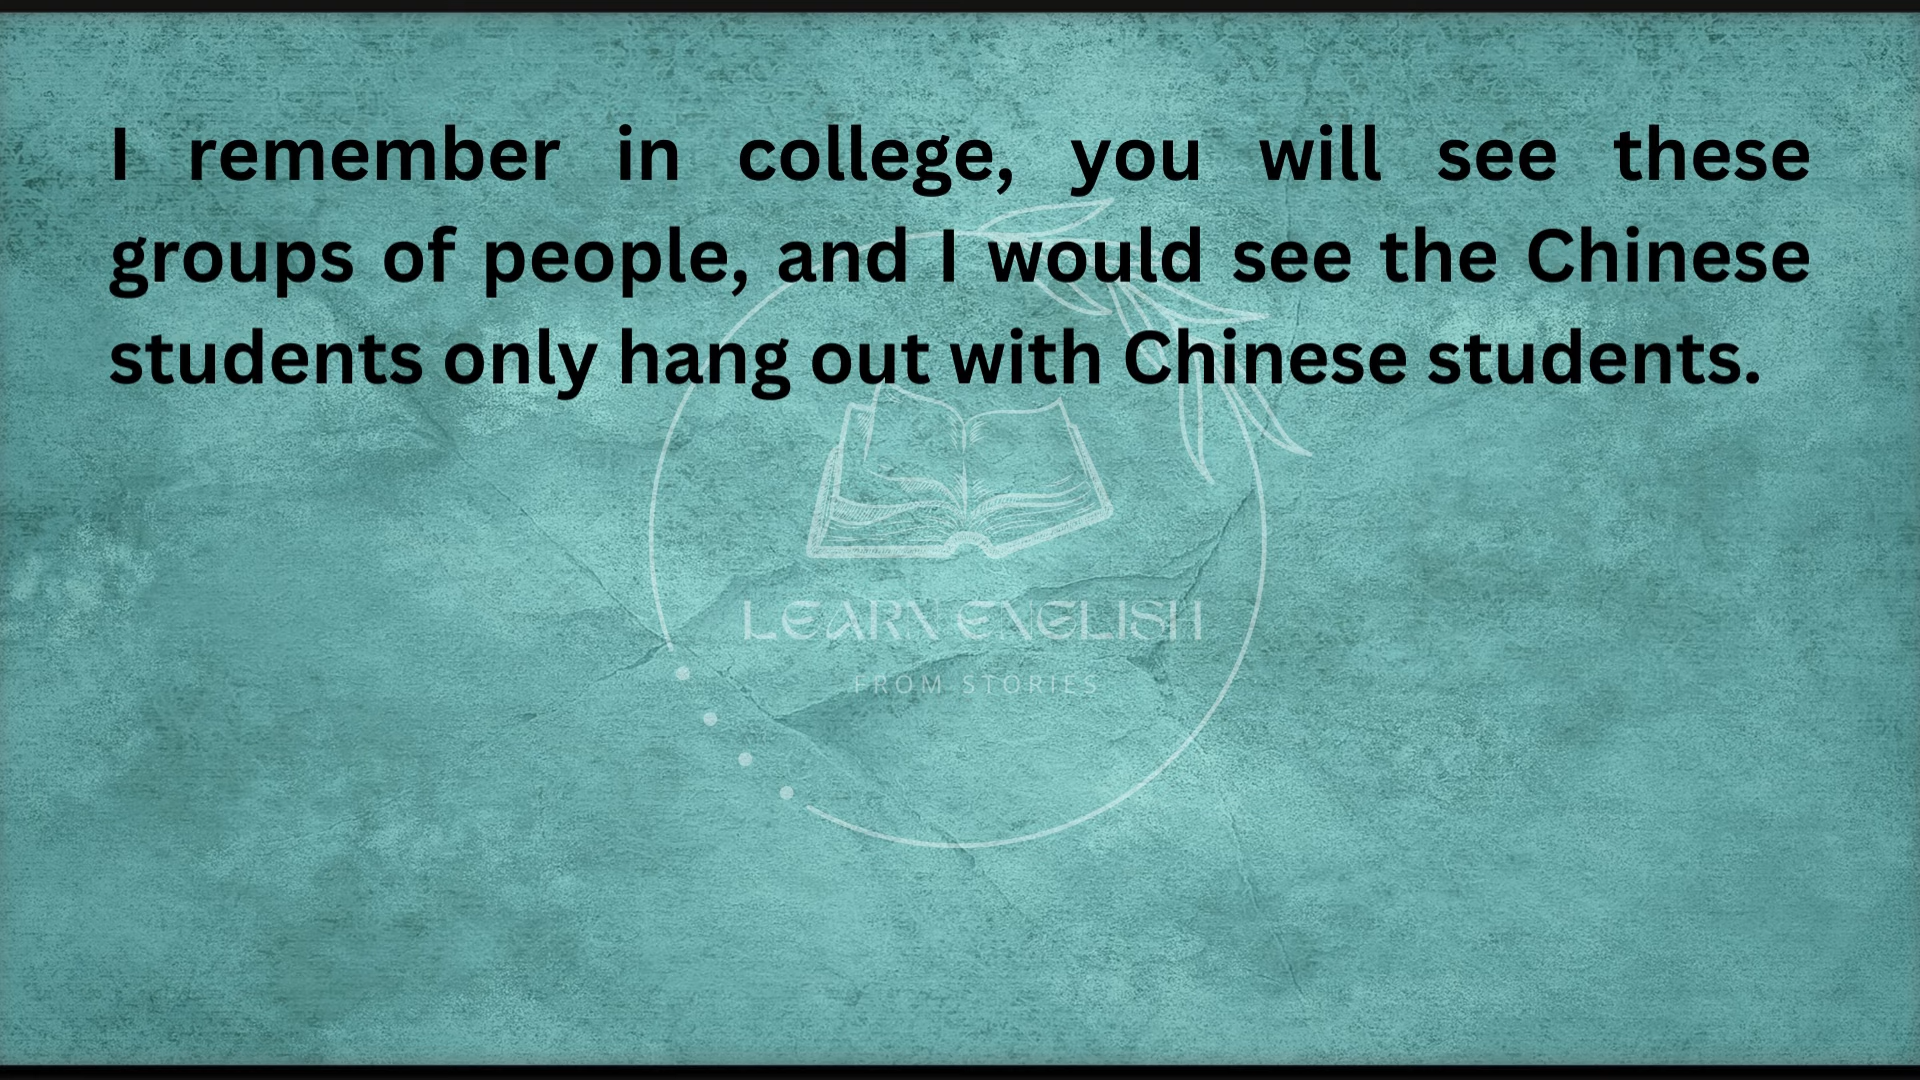 I remember in college, you will see these
groups of people, and I would see the Chinese
students only hang out with Chinese students.
LEARN ENGLISH
FROM STORIES